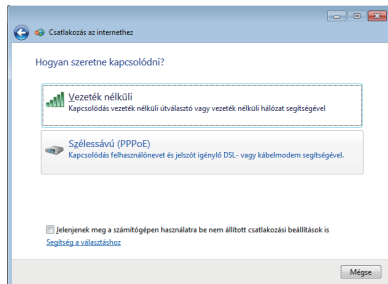 Csatlakozás az internethez
Hogyan szeretne kapcsolódni?
Vezeték nélküli
Kapcsolódás vezeték nélküli útválasztó vagy vezeték nélküli hálózat segítségével
Szélessávú (PPPoE)
Kapcsolódás felhasználónevet és jelszót igénylő DSL- vagy kábelmodem segítségével.
Jelenjenek meg a számítógépen használatra be nem állított csatlakozási beállítások is
Segítség a választáshoz
Mégse